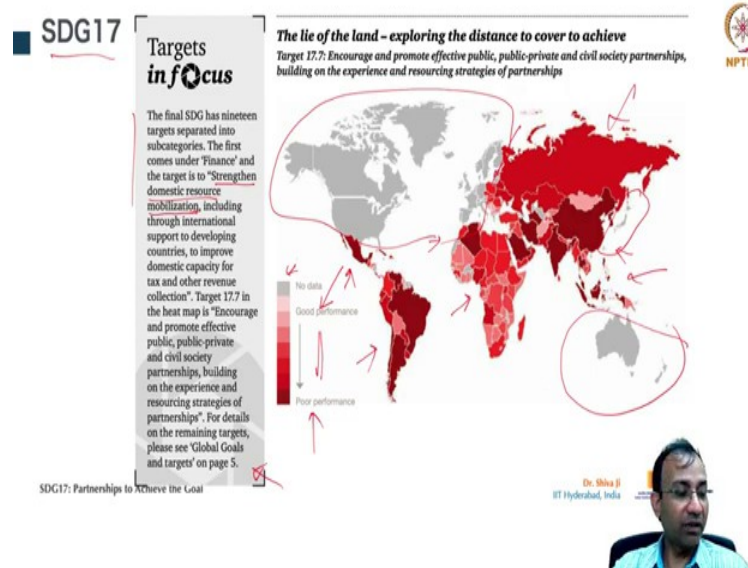 SDG17
Targets
in focus
The final SDG has nineteen
targets separated into
subcategories. The first
comes under 'Finance' and
the target is to "Strengthen
domestic resource
mobilization, including
through international
support to developing
countries, to improve
domestic capacity for
tax and other revenue
collection". Target 17.7 in
the heat map is "Encourage
and promote effective
public, public-private
and civil society
partnerships, building
on the experience and
resourcing strategies of
partnerships". For details
on the remaining targets,
please see 'Global Goals
and targets' on page 5.
SDG17: Partnerships to Achieve the Goal
The lie of the land – exploring the distance to cover to achieve
Target 17.7: Encourage and promote effective public, public-private and civil society partnerships,
building on the experience and resourcing strategies of partnerships
No data
Good performance
Poor performance
Dr. Shiva Ji
IIT Hyderabad, India